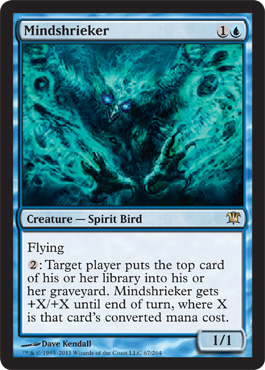 Mindshrieker 1
Creature — Spirit Bird
Flying
2: Target player puts the top card
of his or her library into his or
her graveyard. Mindshrieker gets
+X/+X until end of turn, where X
is that card's converted mana cost.
Dave Kendall
™ & © 1993–2011 Wizards of the Coast LLC 67/264
1/1